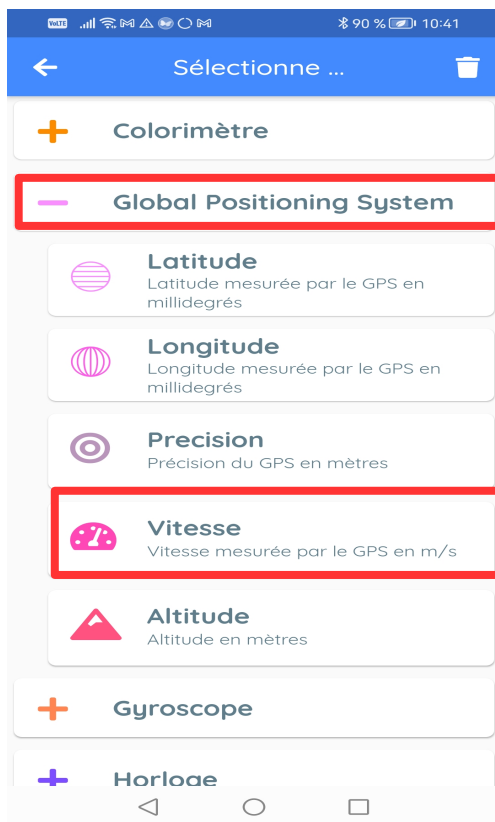 VoLTE 90 % 10:41
Sélectionne ...
Colorimètre
Global Positioning System
Latitude
Latitude mesurée par le GPS en
millidegrés
Longitude
Longitude mesurée par le GPS en
millidegrés
Precision
Précision du GPS en mètres
Vitesse
Vitesse mesurée par le GPS en m/s
Altitude
Altitude en mètres
Gyroscope
Horloge